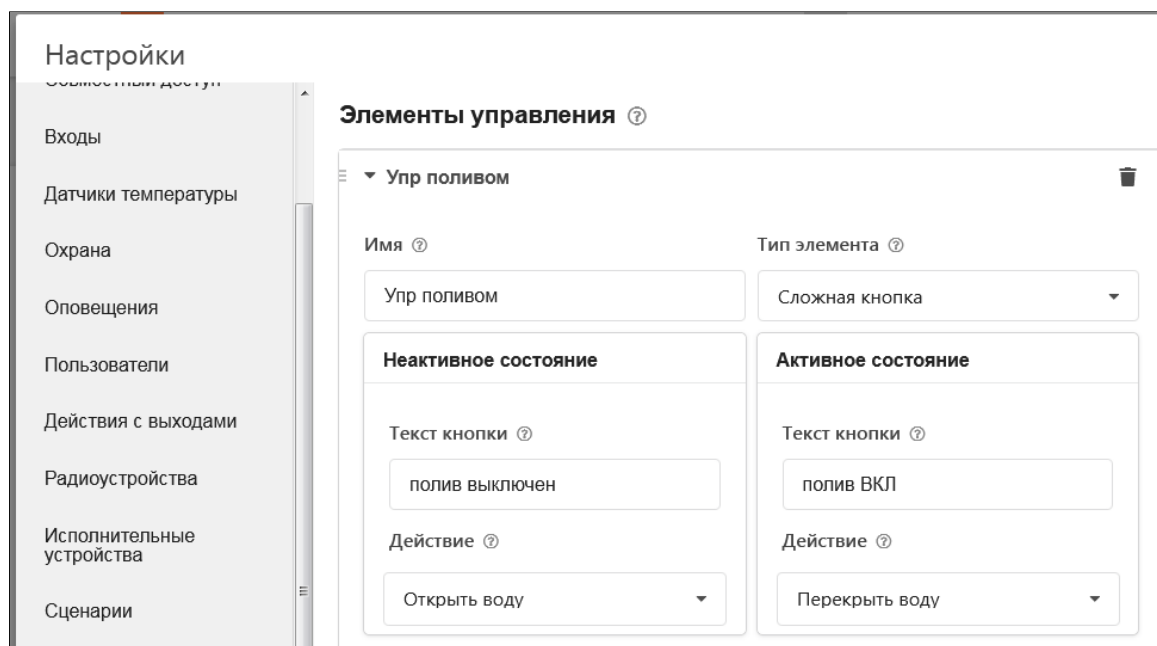 Настройки
Совместный доступ
Входы
Датчики температуры
Охрана
Оповещения
Пользователи
Действия с выходами
Радиоустройства
Исполнительные
устройства
Сценарии
Элементы управления
Упр поливом
Имя
Тип элемента
Упр поливом
Сложная кнопка
Неактивное состояние
Активное состояние
Текст кнопки
Текст кнопки
полив выключен
полив ВКЛ
Действие
Действие
Открыть воду
Перекрыть воду